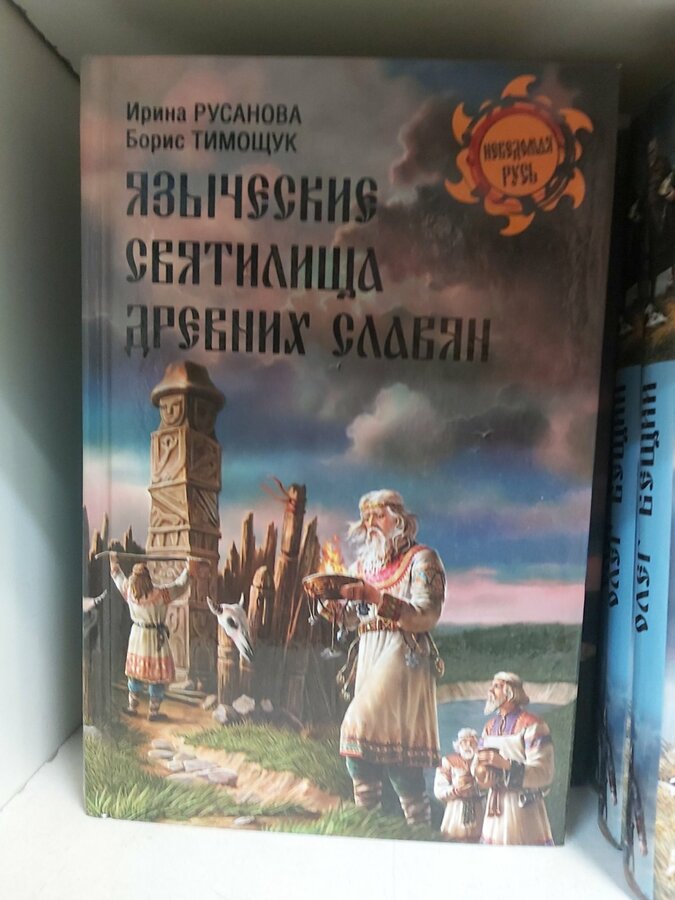 Ирина РУСАНОВА
Борис ТИМОЩУК
НЕВЕДОМАЯ
РУСЬ
ЯЗЫЧЕСКИЕ
СВЯТИЛИЩА
ДРЕВНИХ СЛАВЯН